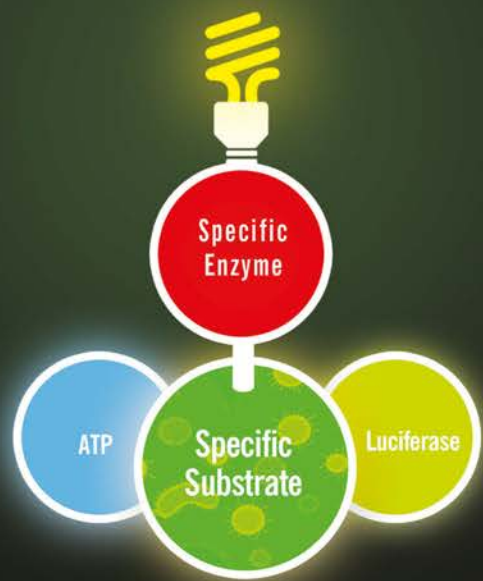 Specific
Enzyme
ATP
Specific
Substrate
Luciferase